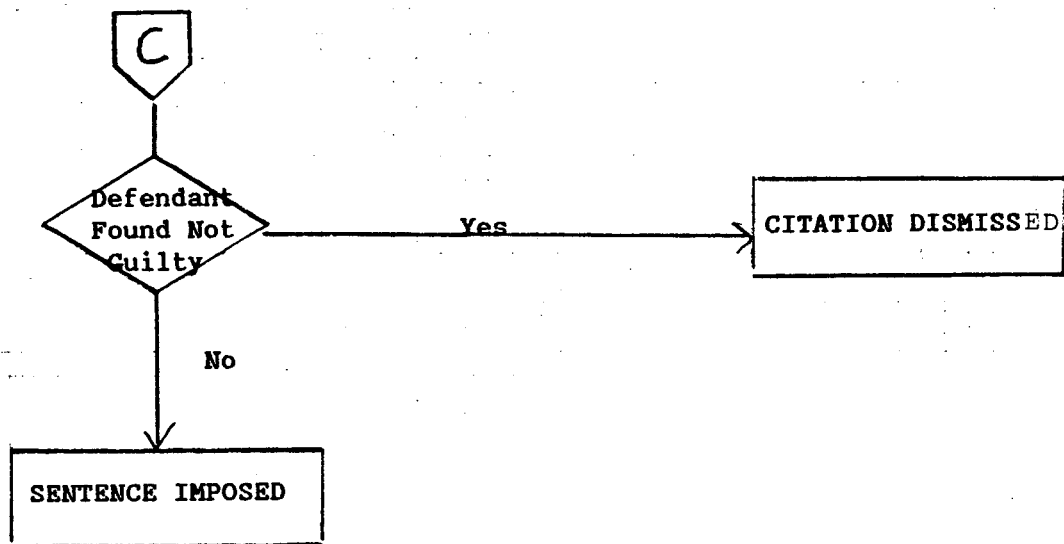 C
Defendant
Found Not
Guilty
Yes
CITATION DISMISSED
No
SENTENCE IMPOSED